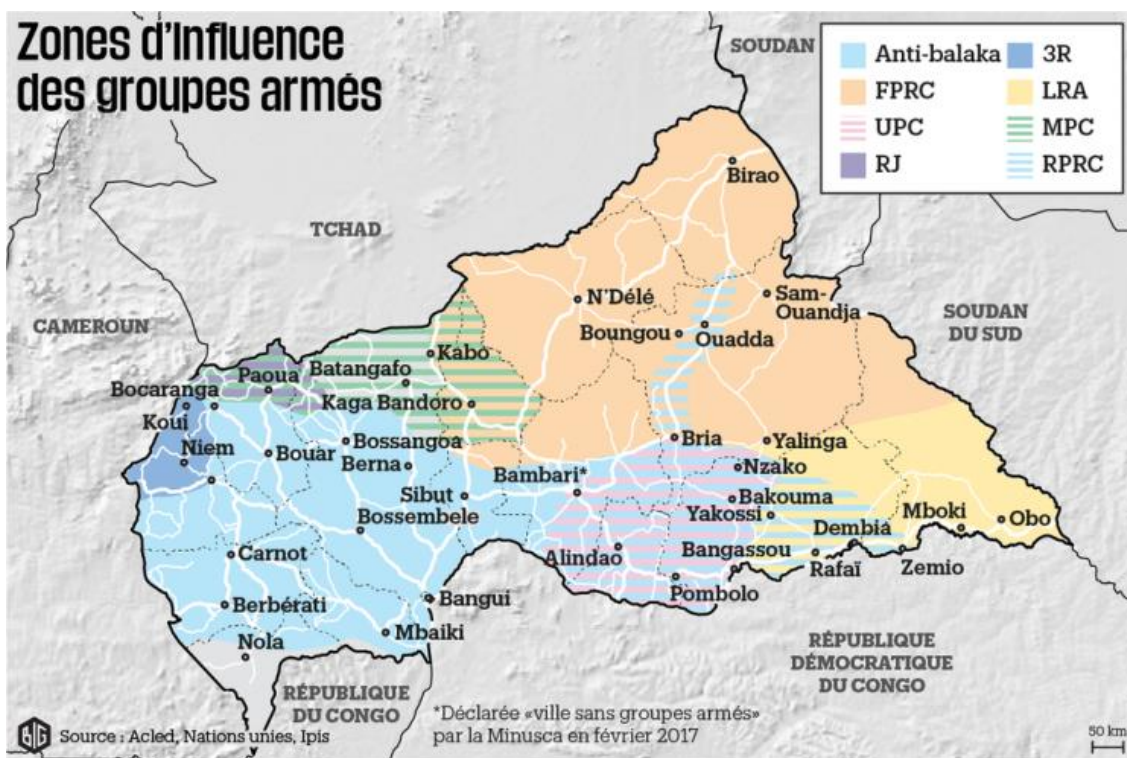 Zones d'Influence
des groupes armés
Anti-balaka
FPRC
UPC
RJ
3R
LRA
MPC
RPRC
SOUDAN
Birao
TCHAD
N'Délé
Sam-
Ouandja
SOUDAN
DU SUD
CAMEROUN
Boungou
Ouadda
Kabo
Batangafo
Paoua
Bocaranga
Kaga Bandoro
Koui
Niem
Bouar
Bossangoa
Berna
Bria
Yalinga
Bambari*
Nzako
Sibut
Bakouma
Bossembele
Yakossi
Mboki
Obo
Dembia
Carnot
Alindao
Bangassou
Rafaï
Zemio
Pombolo
Berbérati
Bangui
Mbaiki
Nola
RÉPUBLIQUE
DÉMOCRATIQUE
DU CONGO
RÉPUBLIQUE
DU CONGO
*Déclarée «ville sans groupes armés»
par la Minusca en février 2017
BIG
Source : Acled, Nations unies, Ipis
50 km